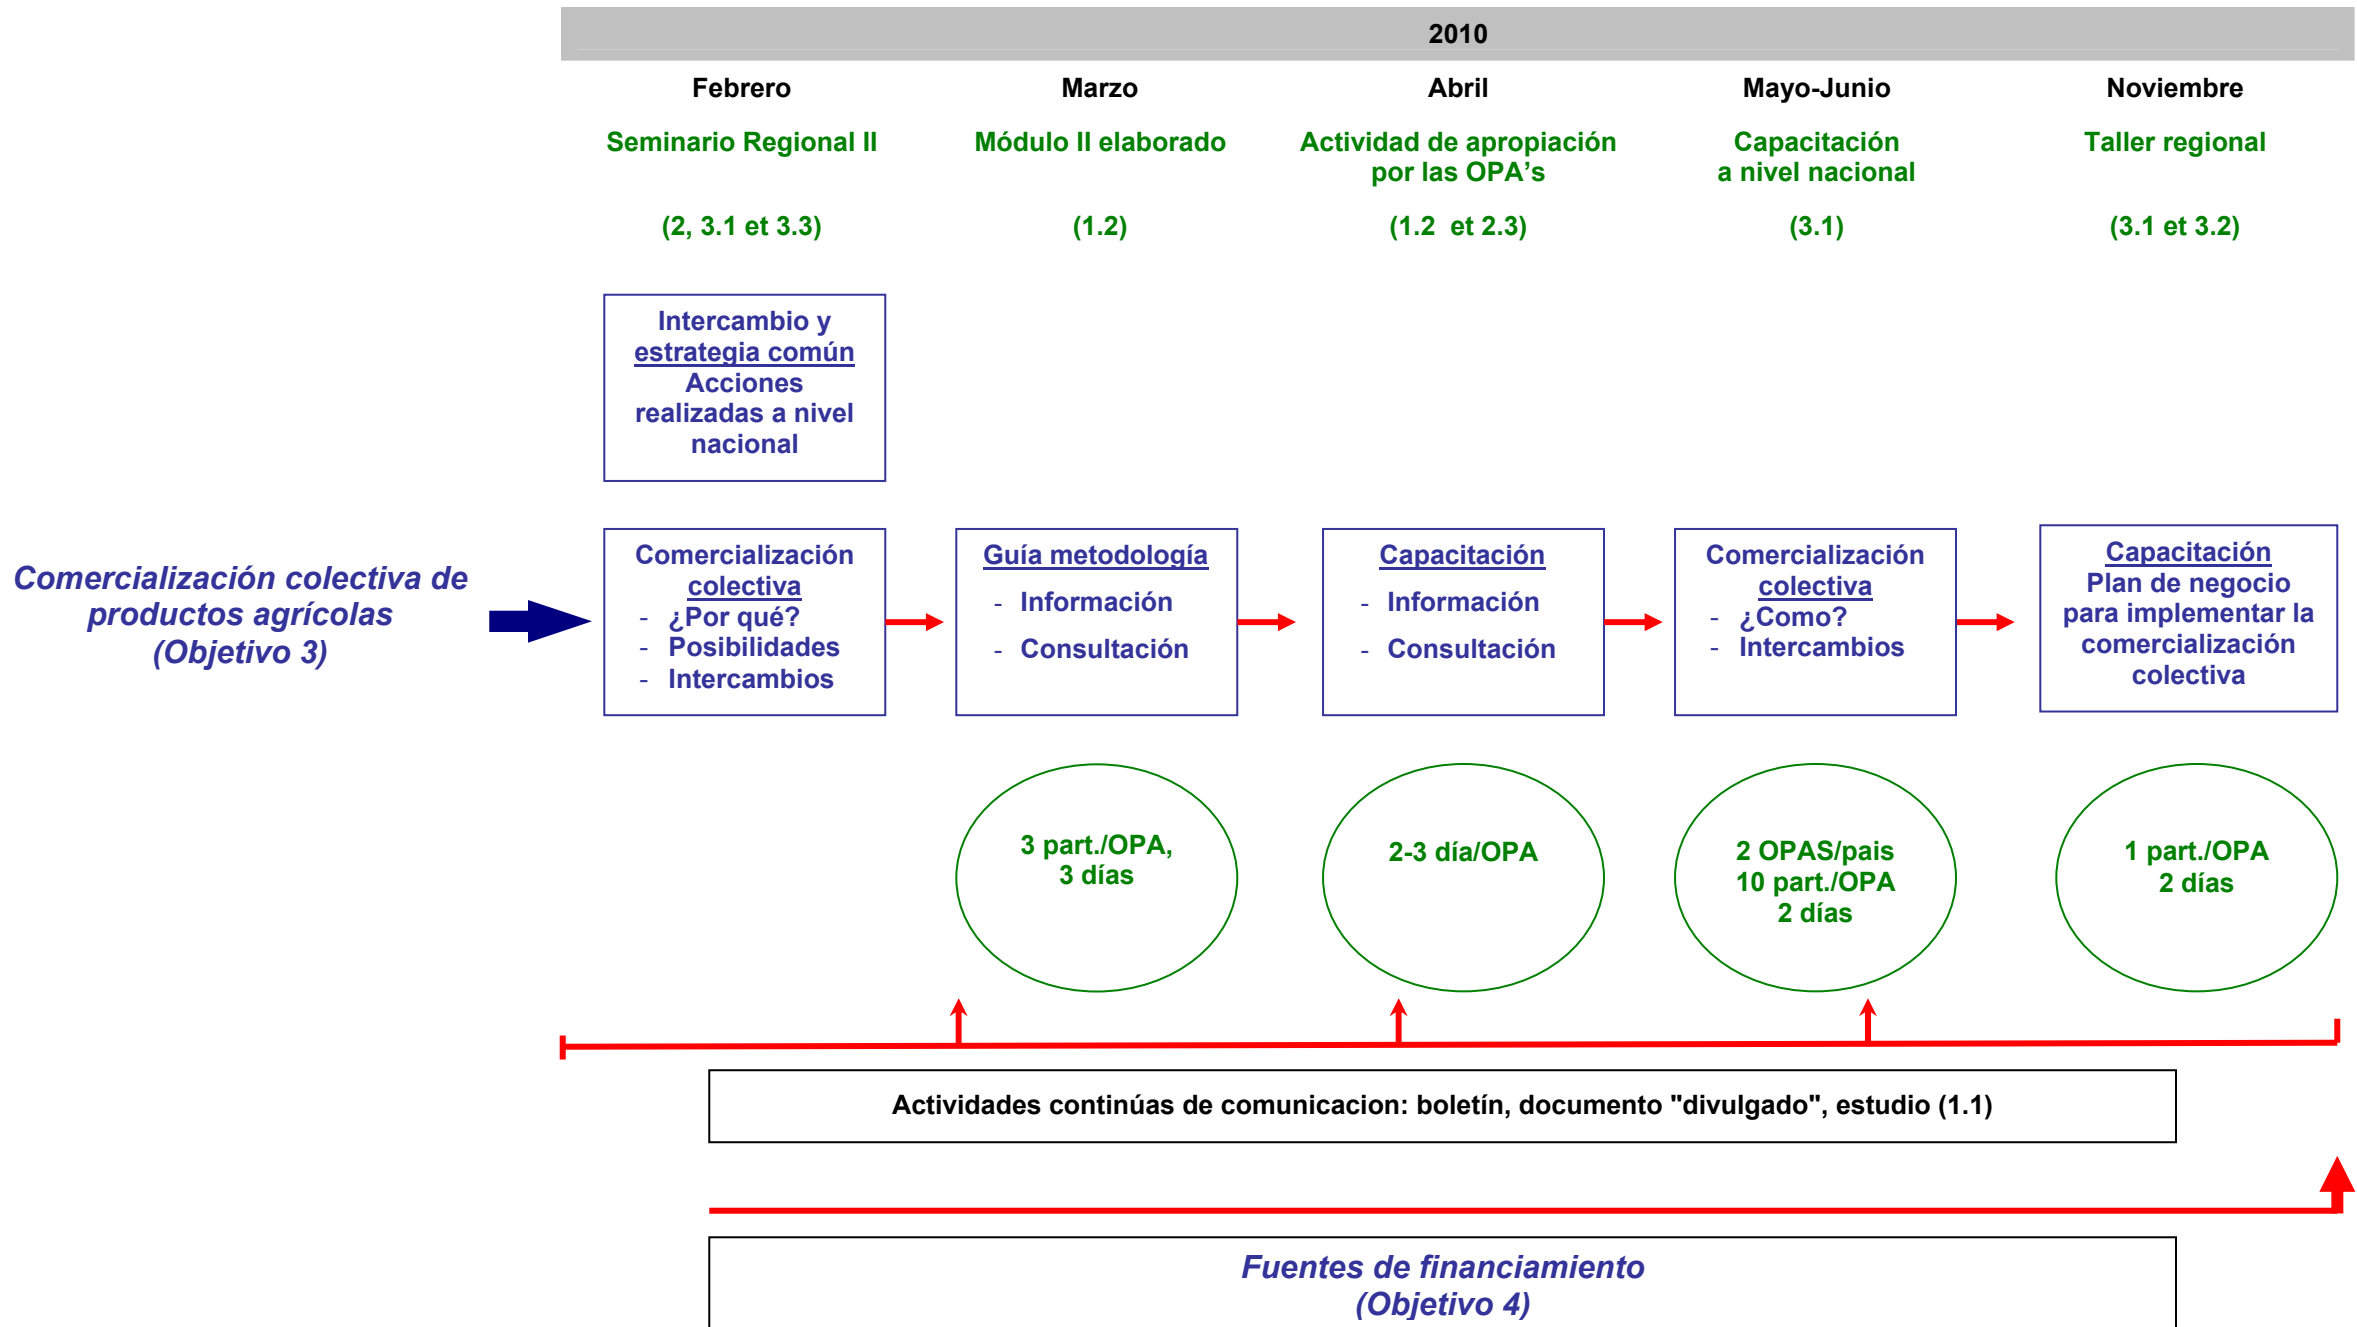 2010
Febrero
Marzo
Abril
Mayo-Junio
Noviembre
Seminario Regional II
Módulo II elaborado
Actividad de apropiación
por las OPA’s
Capacitación
a nivel nacional
Taller regional
(2, 3.1 et 3.3)
(1.2)
(1.2 et 2.3)
(3.1)
(3.1 et 3.2)
Intercambio y
estrategia común
Acciones
realizadas a nivel
nacional
Comercialización colectiva de
productos agrícolas
(Objetivo 3)
Comercialización
colectiva
- ¿Por qué?
- Posibilidades
- Intercambios
Guía metodología
- Información
- Consultación
Capacitación
- Información
- Consultación
Comercialización
colectiva
- ¿Como?
- Intercambios
Capacitación
Plan de negocio
para implementar la
comercialización
colectiva
3 part./OPA,
3 días
2-3 día/OPA
2 OPAS/pais
10 part./OPA
2 días
1 part./OPA
2 días
Actividades continúas de comunicacion: boletín, documento "divulgado", estudio (1.1)
Fuentes de financiamiento
(Objetivo 4)